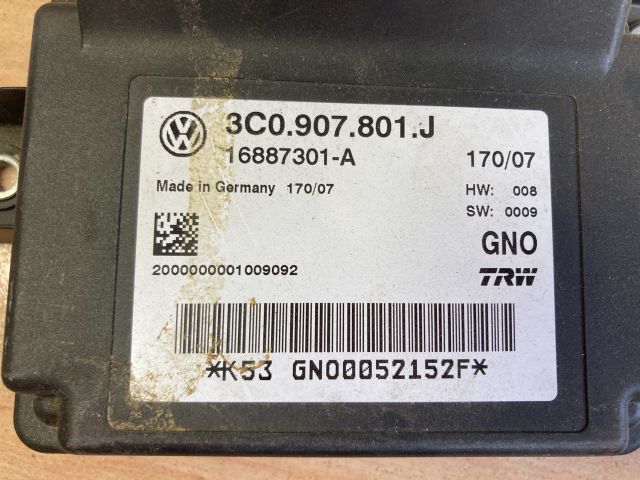 3C0.907.801.J
16887301-A 170/07
Made in Germany 170/07 HW: 008
SW: 0009
GNO
2000000001009092 TRW
*K53 GNO0052152F*